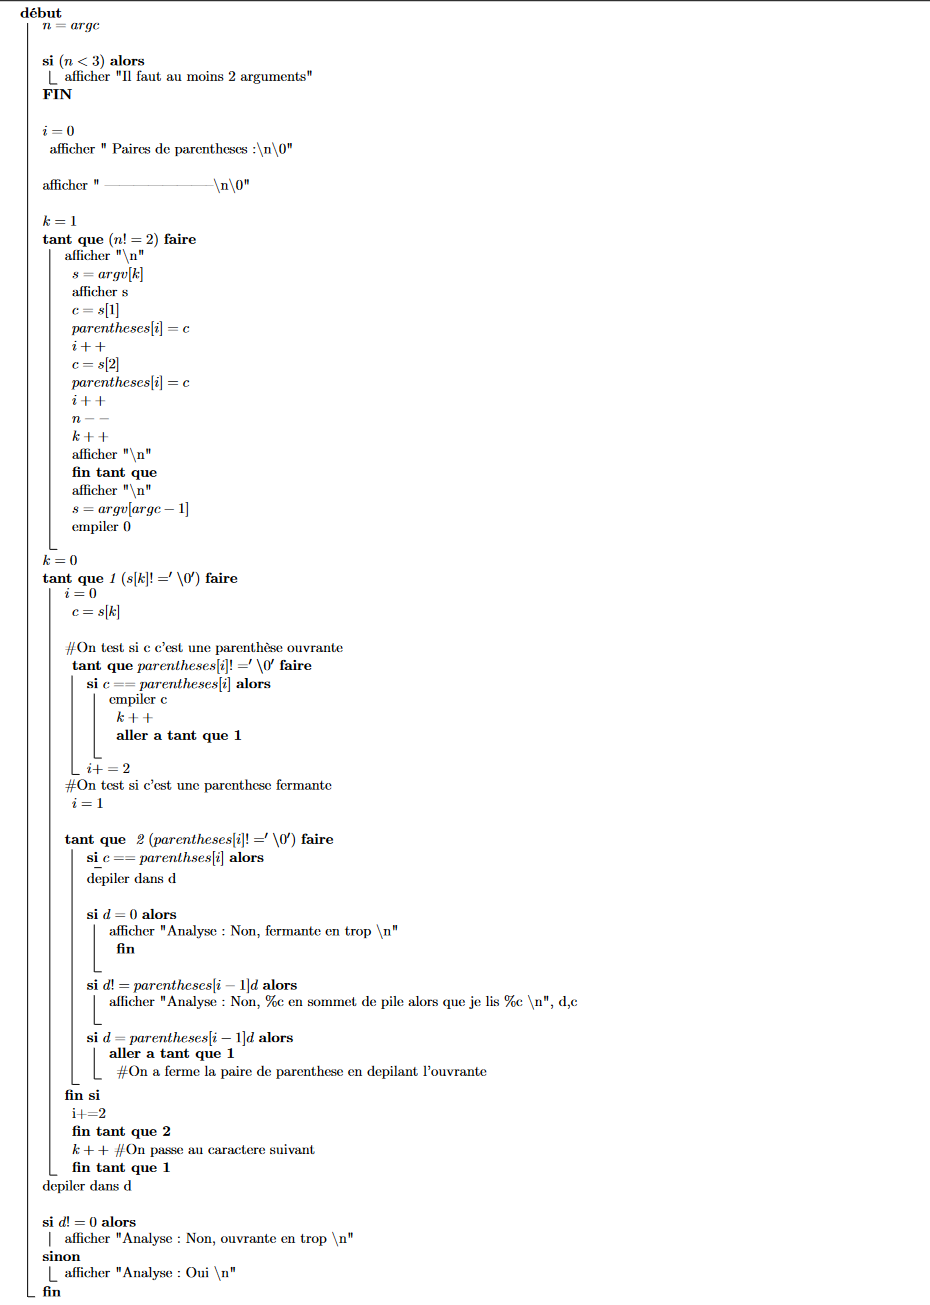 début
n = argc
si (n < 3) alors
afficher "Il faut au moins 2 arguments"
FIN
i = 0
afficher " Paires de parentheses :\n\0"
afficher " ———————————\n\0"
k = 1
tant que (n! = 2) faire
afficher "\n"
s = argv[k]
afficher s
c = s[1]
parentheses[i] = c
i + +
c = s[2]
parentheses[i] = c
i + +
n − −
k + +
afficher "\n"
fin tant que
afficher "\n"
s = argv[argc − 1]
empiler 0
k = 0
tant que 1 (s[k]! =′ \0′) faire
i = 0
c = s[k]
#On test si c c'est une parenthèse ouvrante
tant que parentheses[i]! =′ \0′ faire
si c == parentheses[i] alors
empiler c
k + +
aller a tant que 1
i+ = 2
#On test si c'est une parenthese fermante
i = 1
tant que 2 (parentheses[i]! =′ \0′) faire
si c == parenthses[i] alors
depiler dans d
si d = 0 alors
afficher "Analyse : Non, fermante en trop \n"
fin
si d! = parentheses[i − 1]d alors
afficher "Analyse : Non, %c en sommet de pile alors que je lis %c \n", d,c
si d = parentheses[i − 1]d alors
aller a tant que 1
#On a ferme la paire de parenthese en depilant l'ouvrante
fin si
i+=2
fin tant que 2
k + + #On passe au caractere suivant
fin tant que 1
depiler dans d
si d! = 0 alors
afficher "Analyse : Non, ouvrante en trop \n"
sinon
afficher "Analyse : Oui \n"
fin